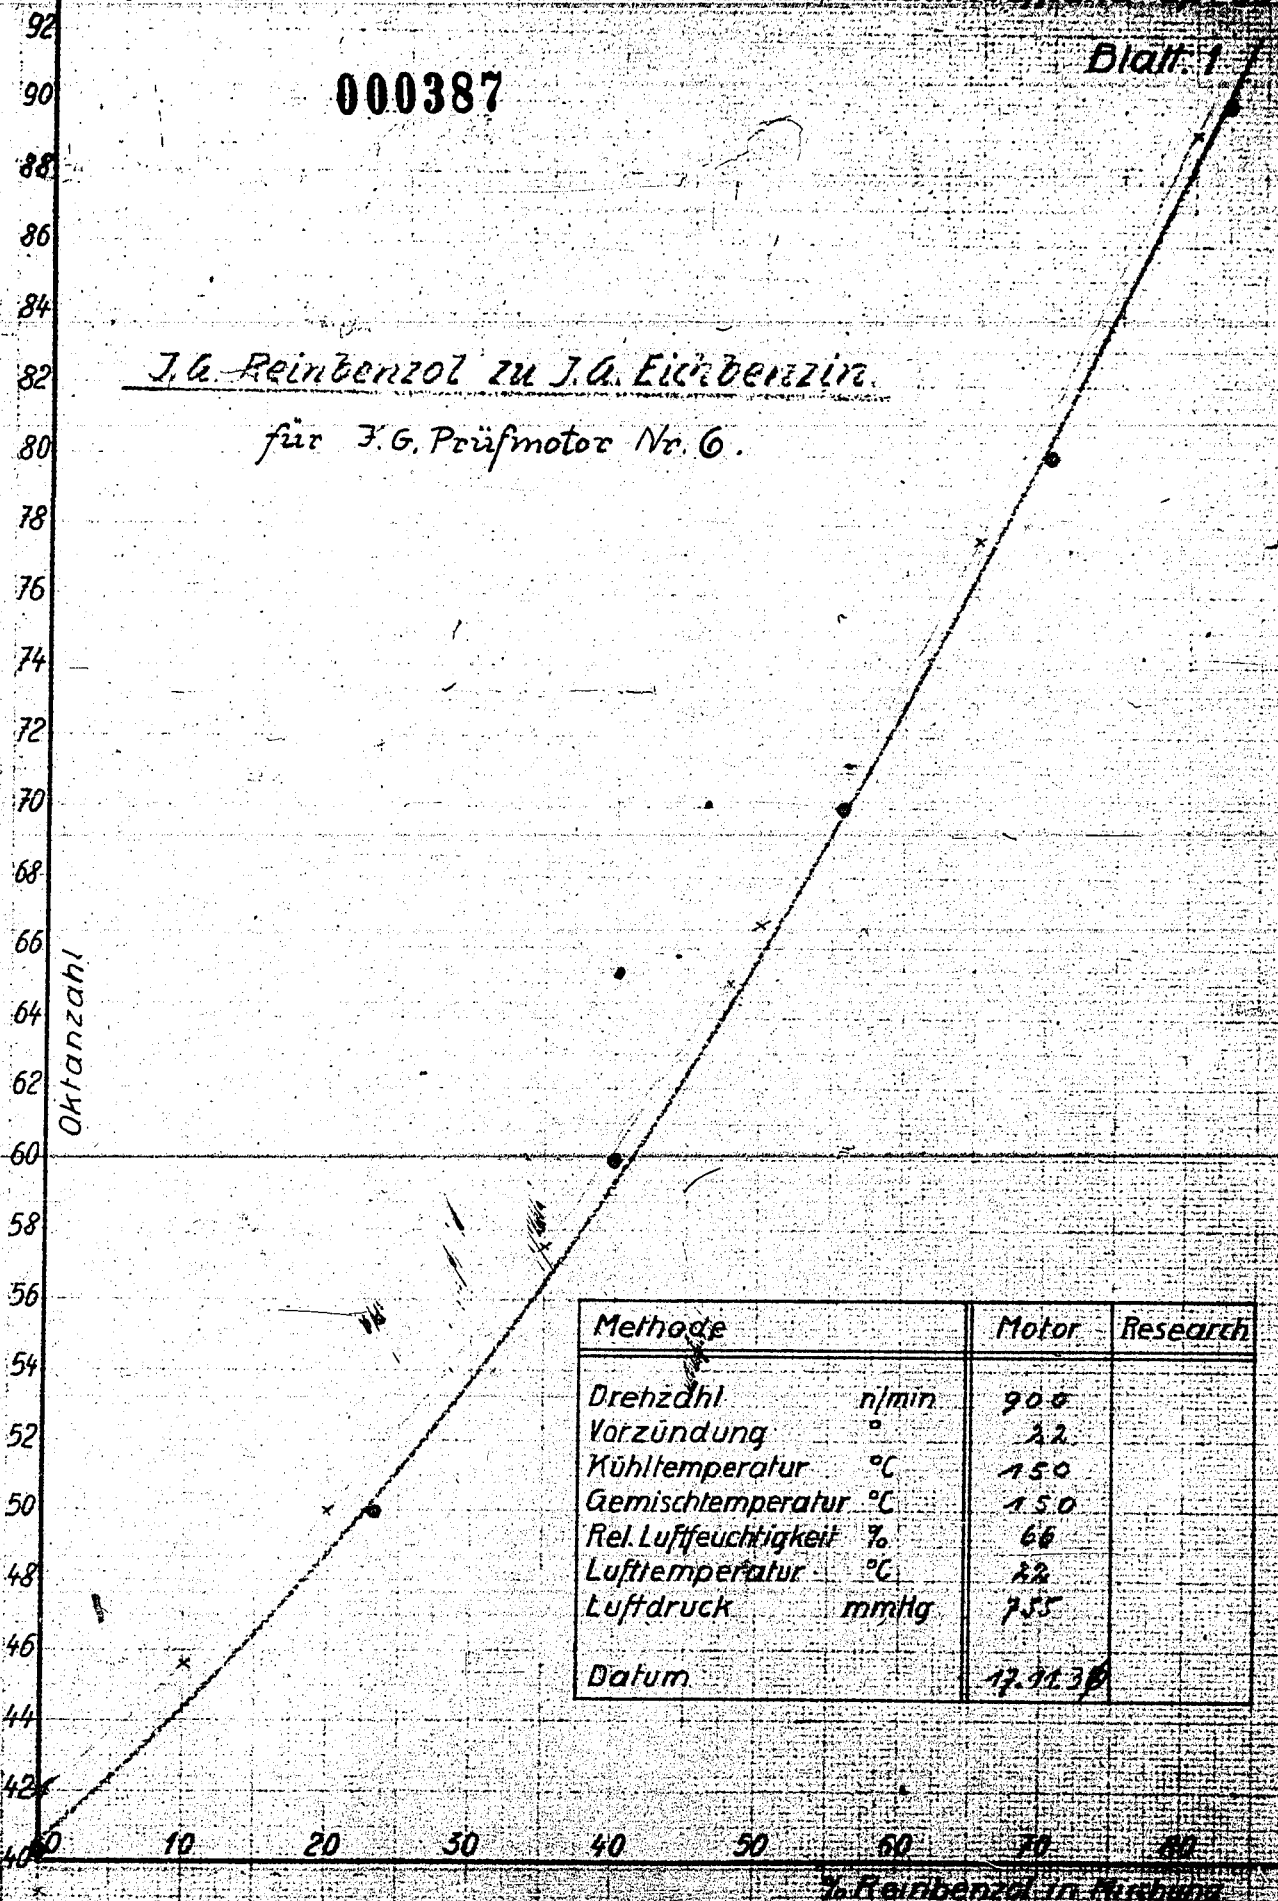 Blatt. 1
000387
J.G. Reinbenzol zu J.G. Eichbenzin.
für J.G. Prüfmotor Nr. 6.
92
90
88
86
84
82
80
78
76
74
72
70
68
66
64
62
60
58
56
54
52
50
48
46
44
42
40
Oktanzahl
Methode Motor Research
Drehzahl n/min 900
Vorzündung ° 22
Kühltemperatur °C 150
Gemischtemperatur °C 150
Rel. Luftfeuchtigkeit % 66
Lufttemperatur °C 22
Luftdruck mmHg 755
Datum
0 10 20 30 40 50 60 70 80
% Reinbenzol in Mischung